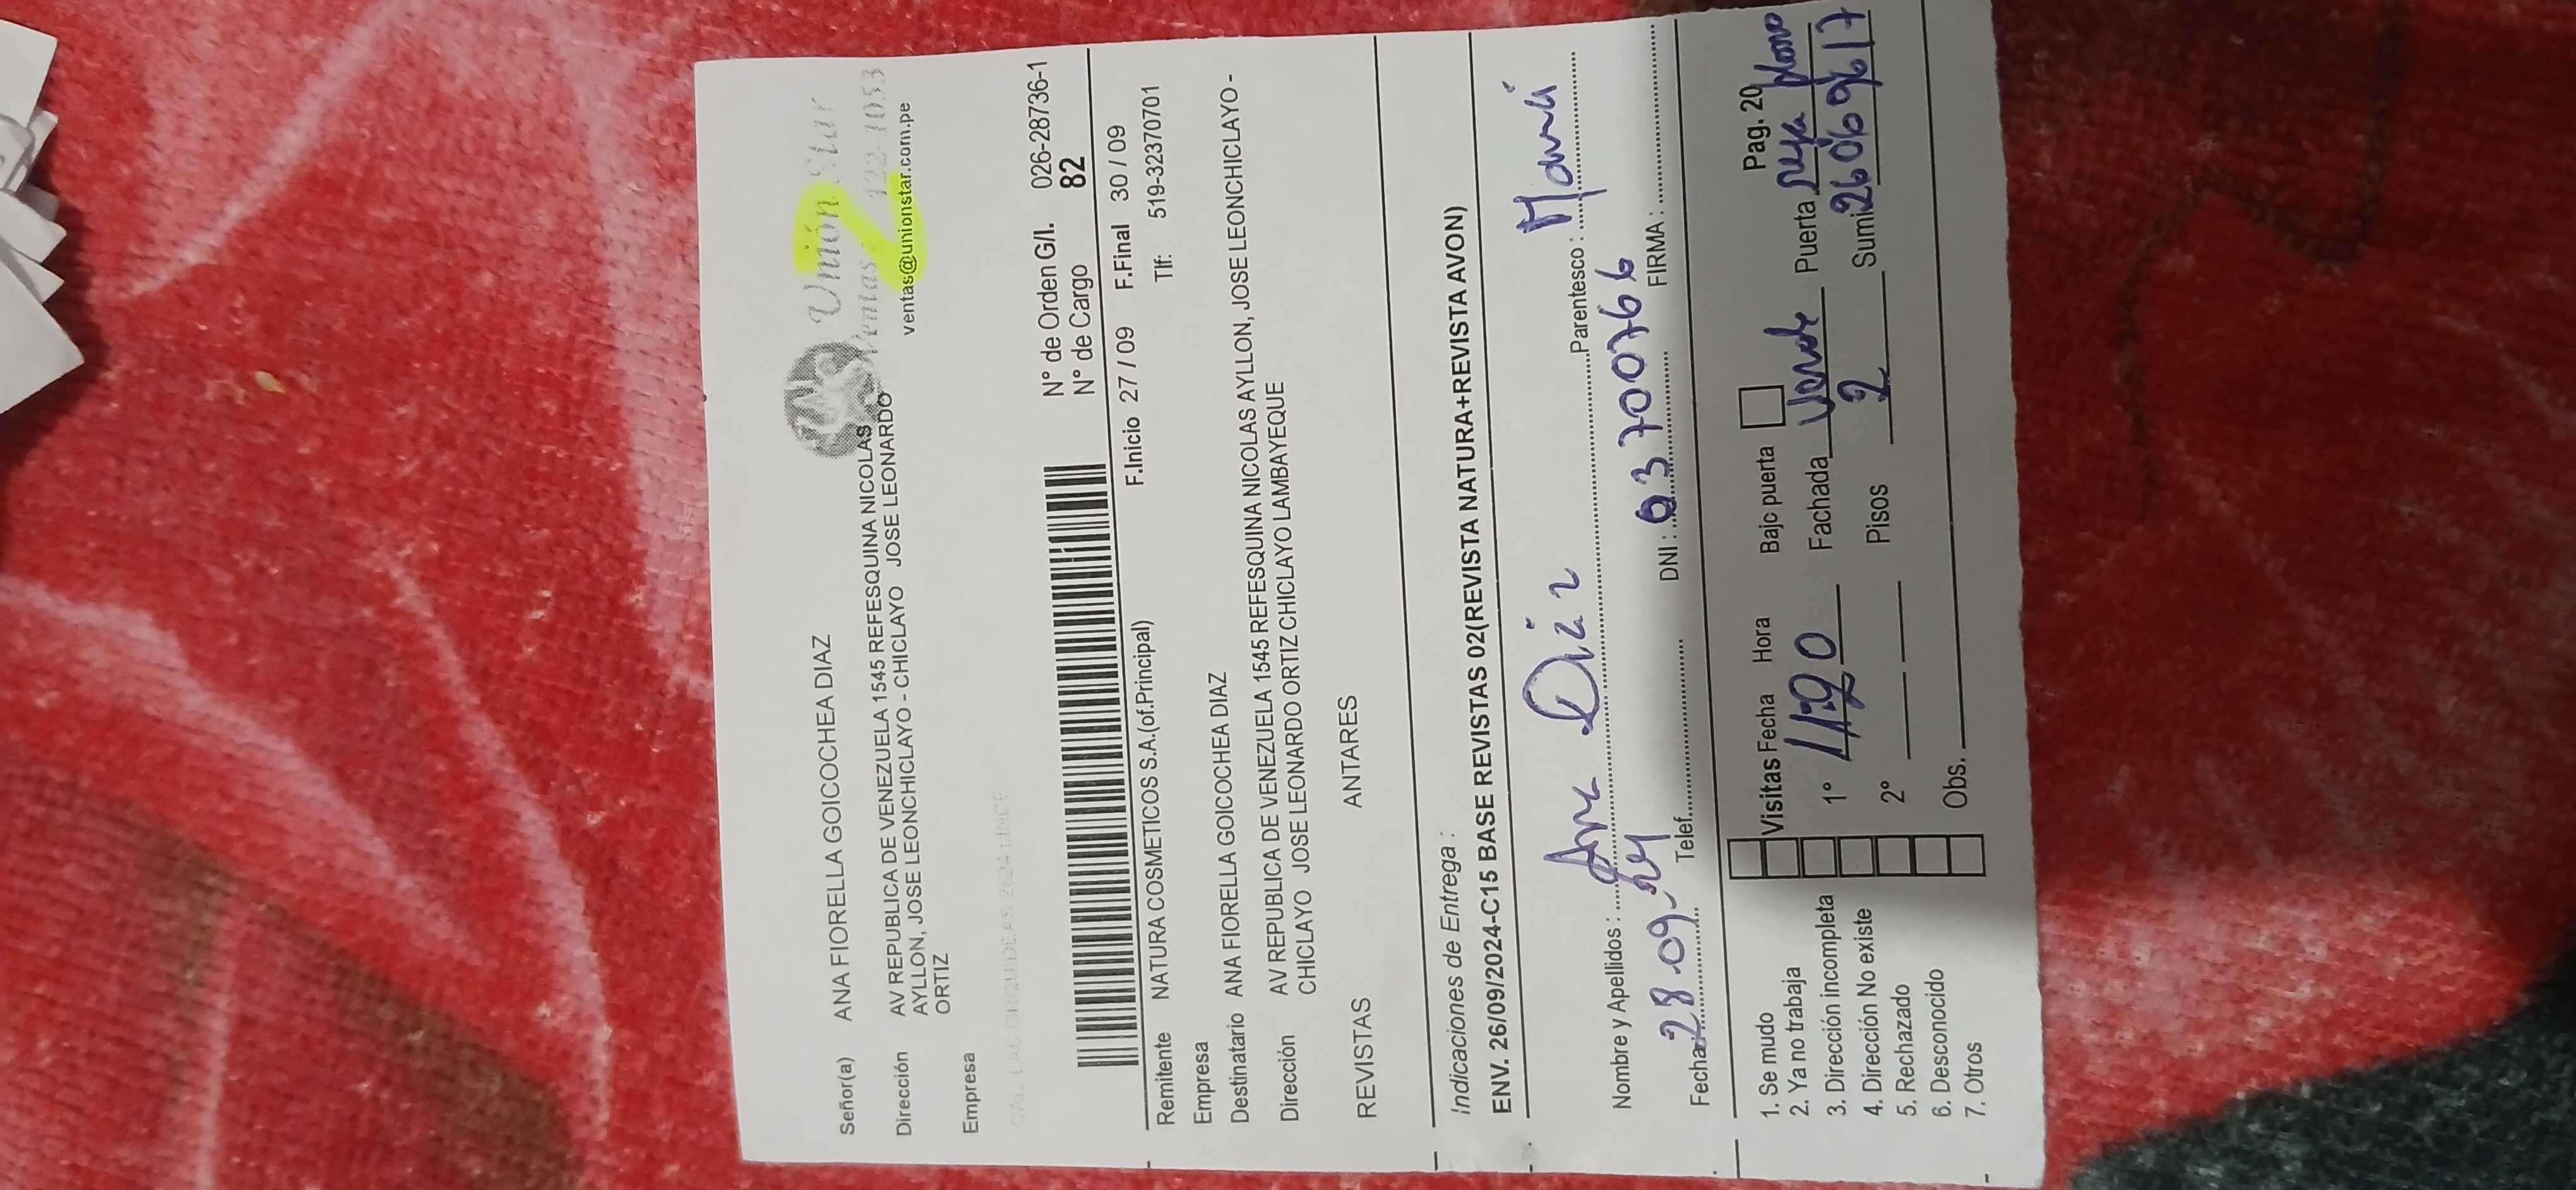 Unión Star
Ventas 422-1053
ventas@unionstar.com.pe
Señor(a) ANA FIORELLA GOICOCHEA DIAZ
Dirección AV REPUBLICA DE VENEZUELA 1545 REFESQUINA NICOLAS
AYLLON, JOSE LEONCHICLAYO - CHICLAYO JOSE LEONARDO
ORTIZ
Empresa
N° de Orden G/l. 026-28736-1
N° de Cargo 82
Remitente NATURA COSMETICOS S.A.(of.Principal) F.Inicio 27 / 09 F.Final 30 / 09
Empresa Tlf: 519-32370701
Destinatario ANA FIORELLA GOICOCHEA DIAZ
Dirección AV REPUBLICA DE VENEZUELA 1545 REFESQUINA NICOLAS AYLLON, JOSE LEONCHICLAYO -
CHICLAYO JOSE LEONARDO ORTIZ CHICLAYO LAMBAYEQUE
REVISTAS ANTARES
Indicaciones de Entrega :
ENV. 26/09/2024-C15 BASE REVISTAS 02(REVISTA NATURA+REVISTA AVON)
Nombre y Apellidos : Ana Diaz Parentesco : Mamá
Fecha: 28-09-24 Telef. DNI : 03700766 FIRMA :
Pag. 20
1. Se mudo Visitas Fecha Hora Bajo puerta
2. Ya no trabaja 1° 11:20 Fachada Verde Puerta
3. Dirección incompleta 2° Pisos 2 Sumi
4. Dirección No existe
5. Rechazado
6. Desconocido Obs.
7. Otros